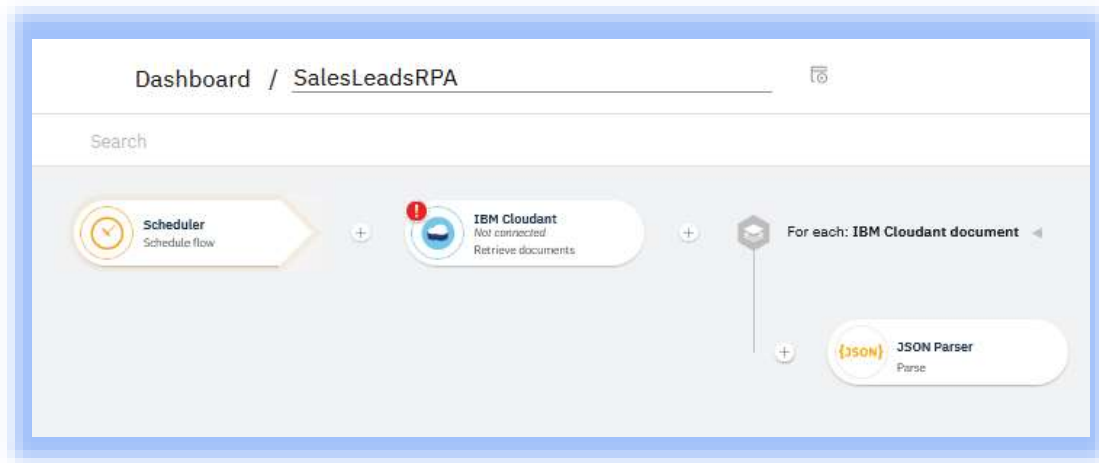 Dashboard / SalesLeadsRPA
Search
Scheduler
Schedule flow
!
IBM Cloudant
Not connected
Retrieve documents
For each: IBM Cloudant document
{JSON}
JSON Parser
Parse